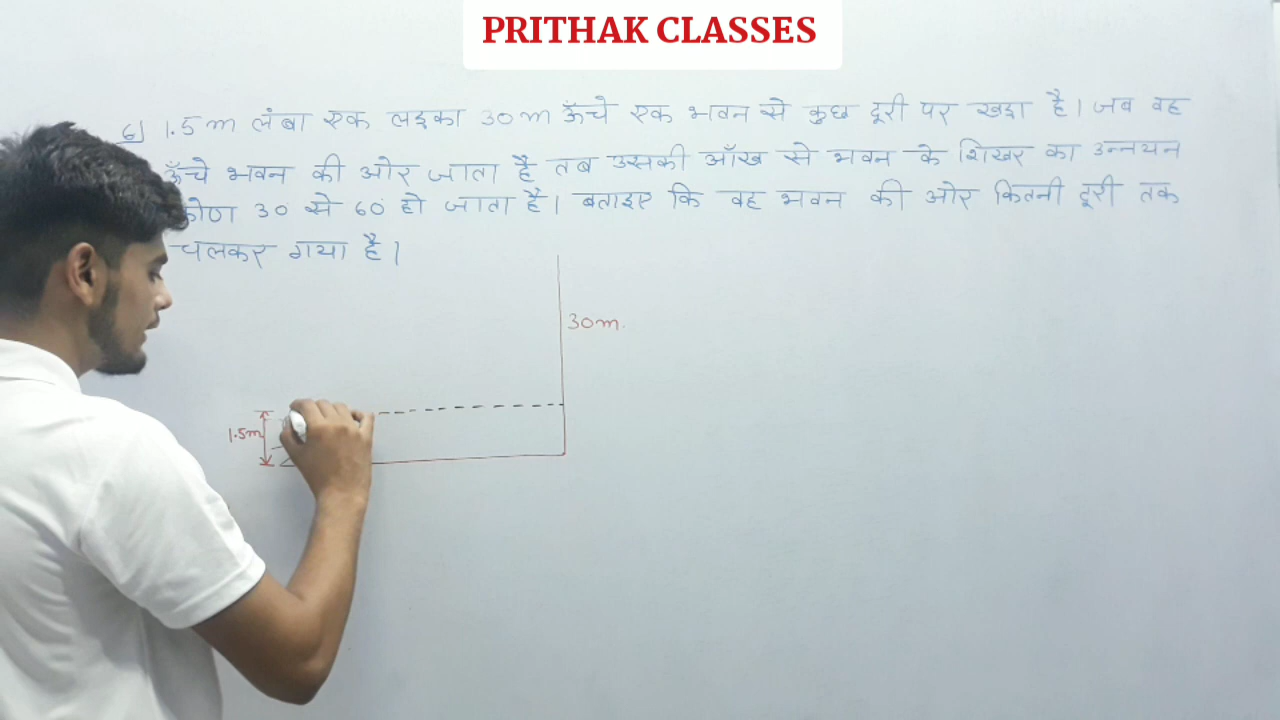 PRITHAK CLASSES
6) 1.5m लंबा एक लड़का 30m ऊँचे एक भवन से कुछ दूरी पर खड़ा है। जब वह
ऊँचे भवन की ओर जाता है तब उसकी आँख से भवन के शिखर का उन्नयन
कोण 30 से 60 हो जाता है। बताइए कि वह भवन की ओर कितनी दूरी तक
चलकर गया है।
30m.
1.5m